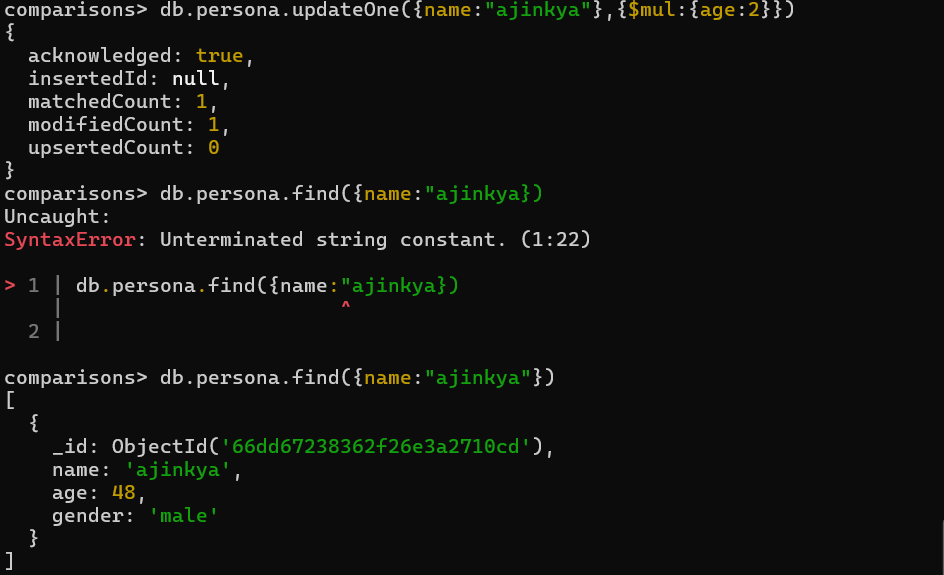 comparisons> db.persona.updateOne({name:"ajinkya"},{$mul:{age:2}})
{
  acknowledged: true,
  insertedId: null,
  matchedCount: 1,
  modifiedCount: 1,
  upsertedCount: 0
}
comparisons> db.persona.find({name:"ajinkya})
Uncaught:
SyntaxError: Unterminated string constant. (1:22)

> 1 | db.persona.find({name:"ajinkya})
    |                       ^
  2 |

comparisons> db.persona.find({name:"ajinkya"})
[
  {
    _id: ObjectId('66dd67238362f26e3a2710cd'),
    name: 'ajinkya',
    age: 48,
    gender: 'male'
  }
]